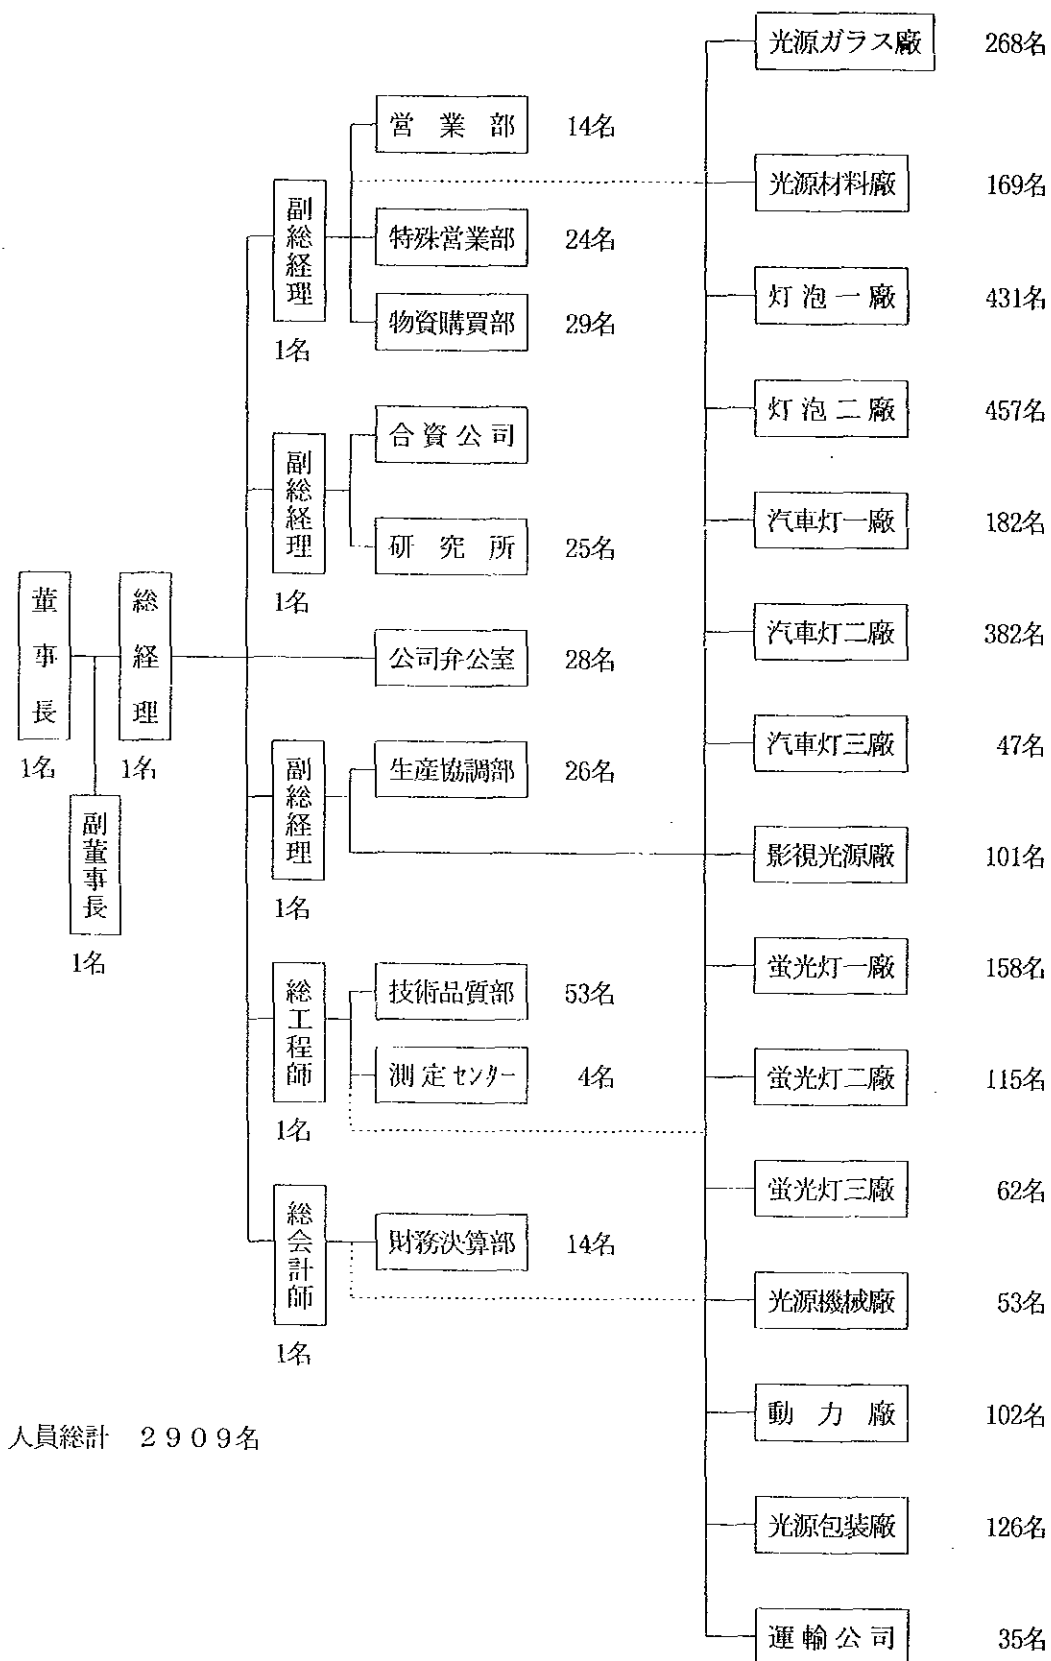 董事長
1名
副董事長
1名
総経理
1名
副総経理
1名
営業部 14名
特殊営業部 24名
物資購買部 29名
副総経理
1名
合資公司
研究所 25名
公司弁公室 28名
副総経理
1名
生産協調部 26名
総工程師
1名
技術品質部 53名
測定センター 4名
総会計師
1名
財務決算部 14名
光源ガラス廠 268名
光源材料廠 169名
灯泡一廠 431名
灯泡二廠 457名
汽車灯一廠 182名
汽車灯二廠 382名
汽車灯三廠 47名
影視光源廠 101名
蛍光灯一廠 158名
蛍光灯二廠 115名
蛍光灯三廠 62名
光源機械廠 53名
動力廠 102名
光源包装廠 126名
運輸公司 35名
人員総計 2909名